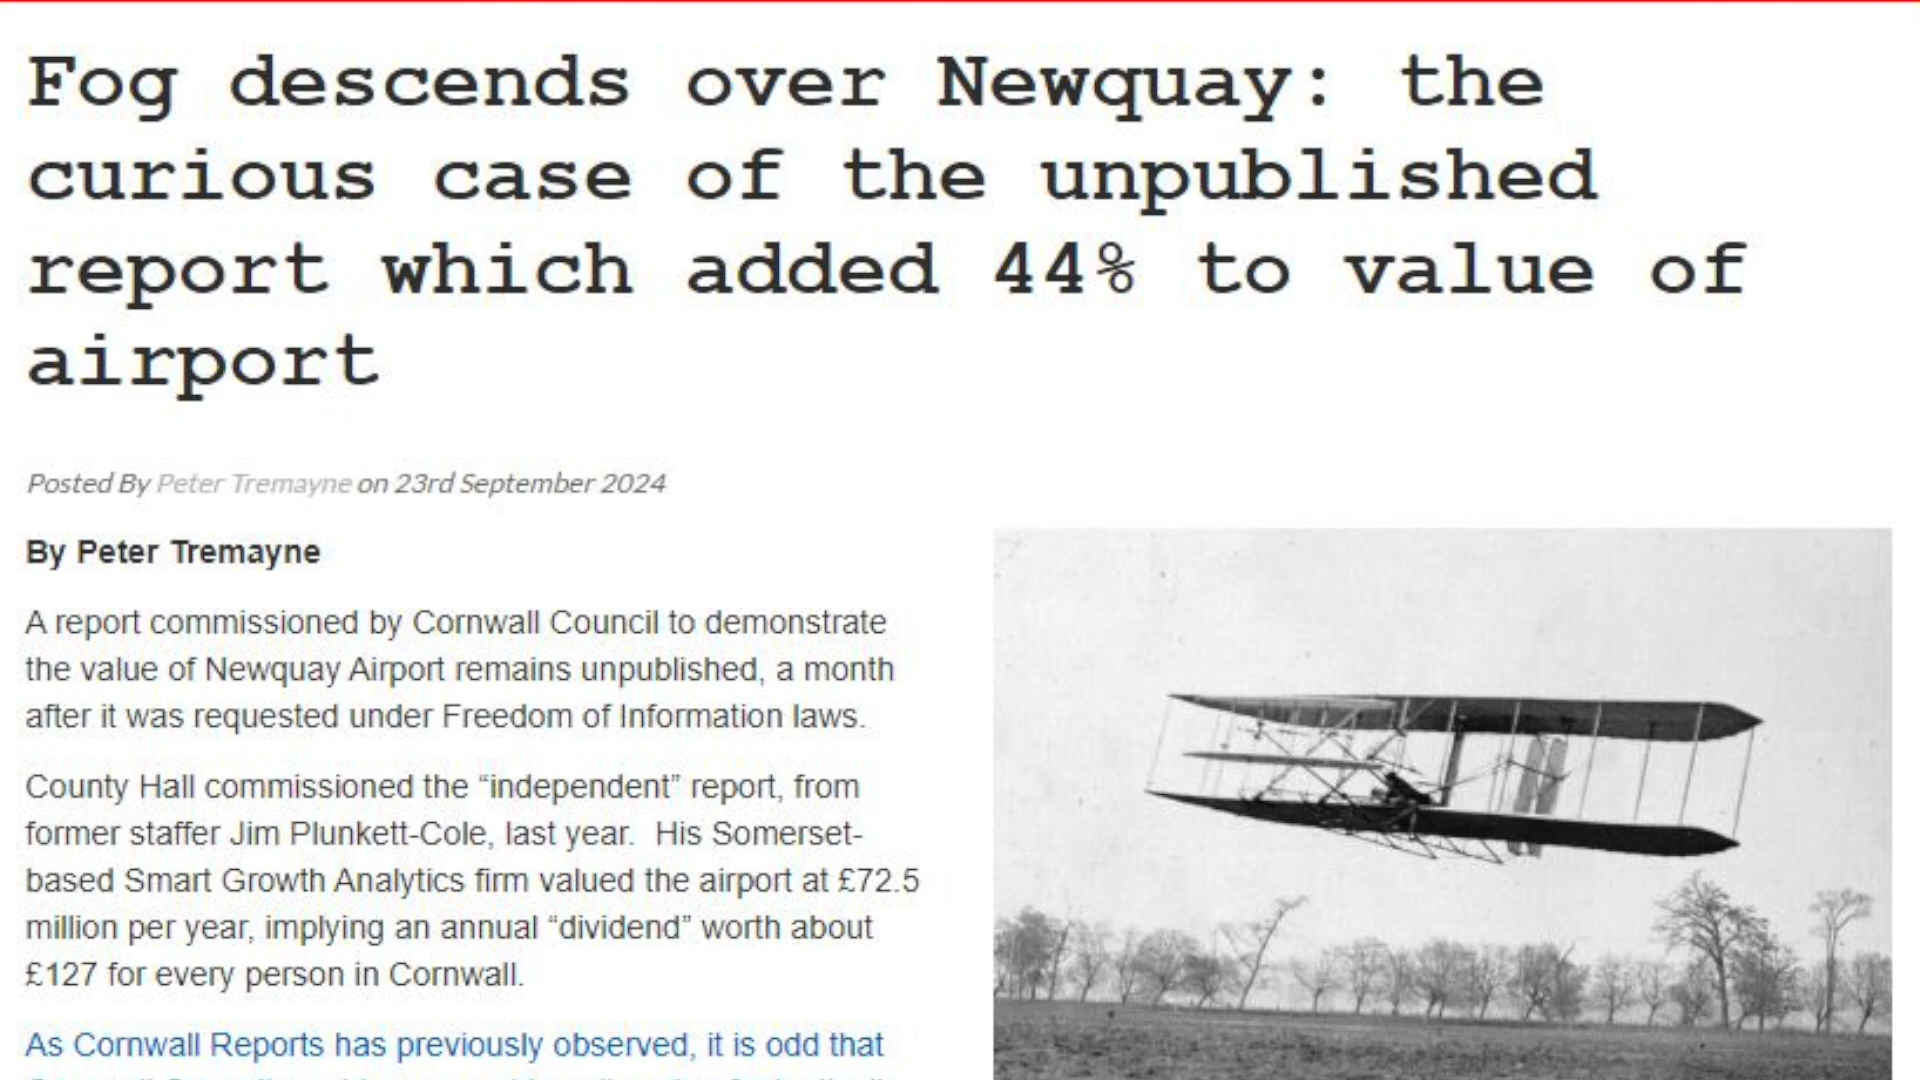 Fog descends over Newquay: the
curious case of the unpublished
report which added 44% to value of
airport
Posted By Peter Tremayne on 23rd September 2024
By Peter Tremayne
A report commissioned by Cornwall Council to demonstrate
the value of Newquay Airport remains unpublished, a month
after it was requested under Freedom of Information laws.
County Hall commissioned the “independent” report, from
former staffer Jim Plunkett-Cole, last year.  His Somerset-
based Smart Growth Analytics firm valued the airport at £72.5
million per year, implying an annual “dividend” worth about
£127 for every person in Cornwall.
As Cornwall Reports has previously observed, it is odd that